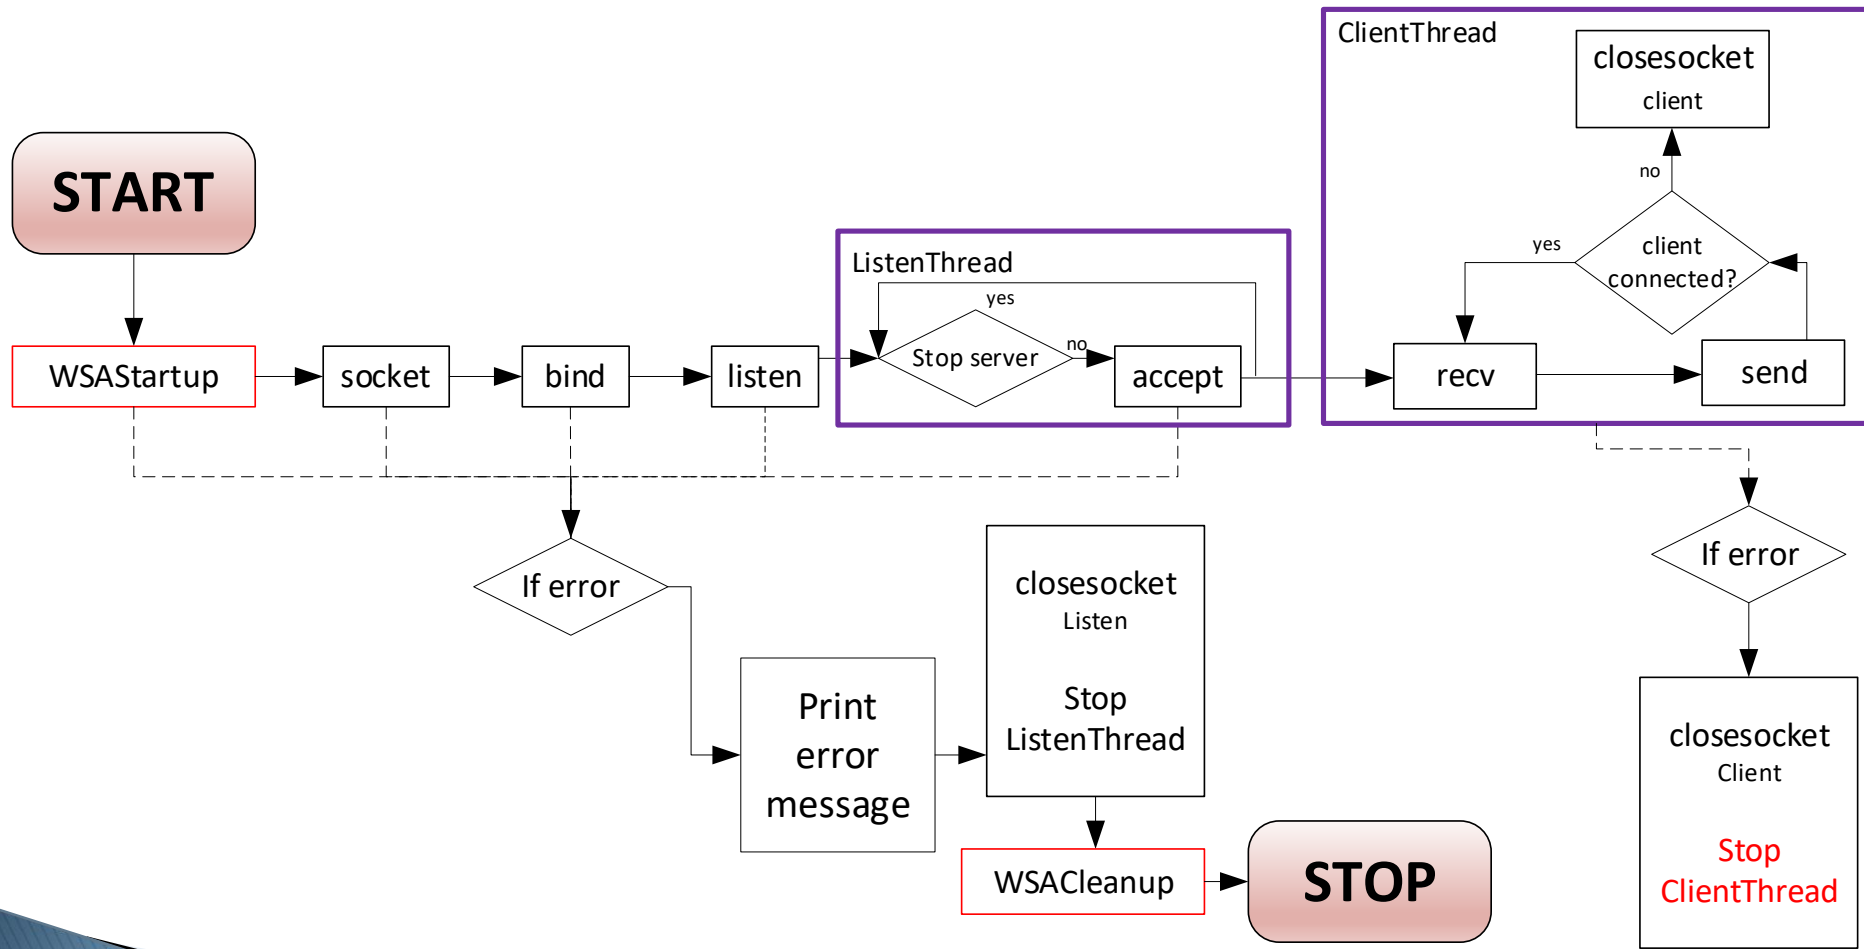 ClientThread
closesocket
client
no
START
yes
client
connected?
ListenThread
yes
WSAStartup
socket
bind
listen
Stop server
no
accept
recv
send
If error
closesocket
Listen
Stop
ListenThread
If error
Print
error
message
closesocket
Client
Stop
ClientThread
WSACleanup
STOP